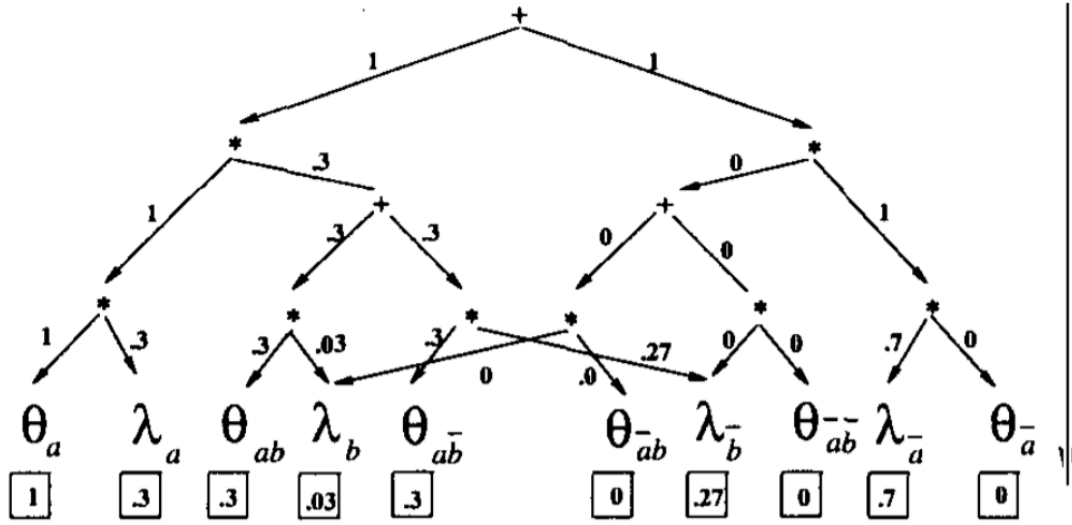 +
1 1
* .3 0 *
1 + + 1
.3 .3 0 0
* * * * * *
1 .3 .3 .03 .3 0 .0 .27 0 0 .7 0
θa λa θab λb θab̄ θāb λb̄ θāb̄ λā θā
1 .3 .3 .03 .3 0 .27 0 .7 0